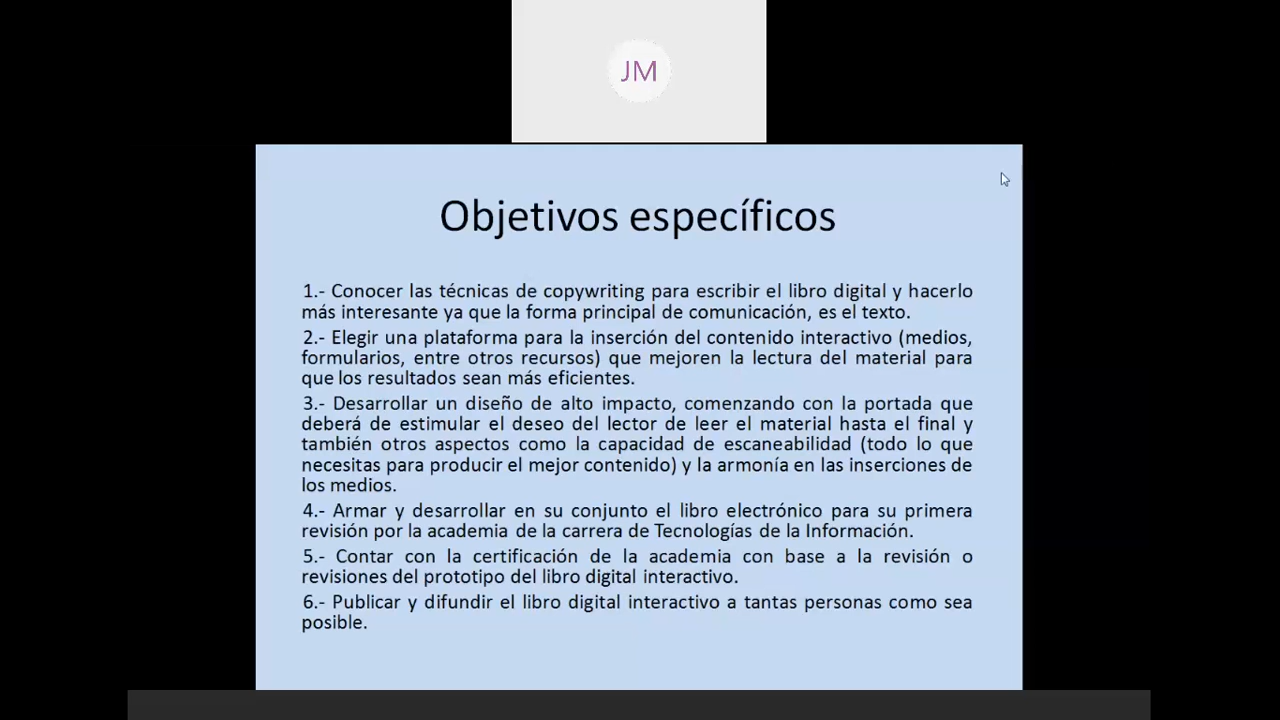 JM
Objetivos específicos
1.- Conocer las técnicas de copywriting para escribir el libro digital y hacerlo
más interesante ya que la forma principal de comunicación, es el texto.
2.- Elegir una plataforma para la inserción del contenido interactivo (medios,
formularios, entre otros recursos) que mejoren la lectura del material para
que los resultados sean más eficientes.
3.- Desarrollar un diseño de alto impacto, comenzando con la portada que
deberá de estimular el deseo del lector de leer el material hasta el final y
también otros aspectos como la capacidad de escaneabilidad (todo lo que
necesitas para producir el mejor contenido) y la armonía en las inserciones de
los medios.
4.- Armar y desarrollar en su conjunto el libro electrónico para su primera
revisión por la academia de la carrera de Tecnologías de la Información.
5.- Contar con la certificación de la academia con base a la revisión o
revisiones del prototipo del libro digital interactivo.
6.- Publicar y difundir el libro digital interactivo a tantas personas como sea
posible.